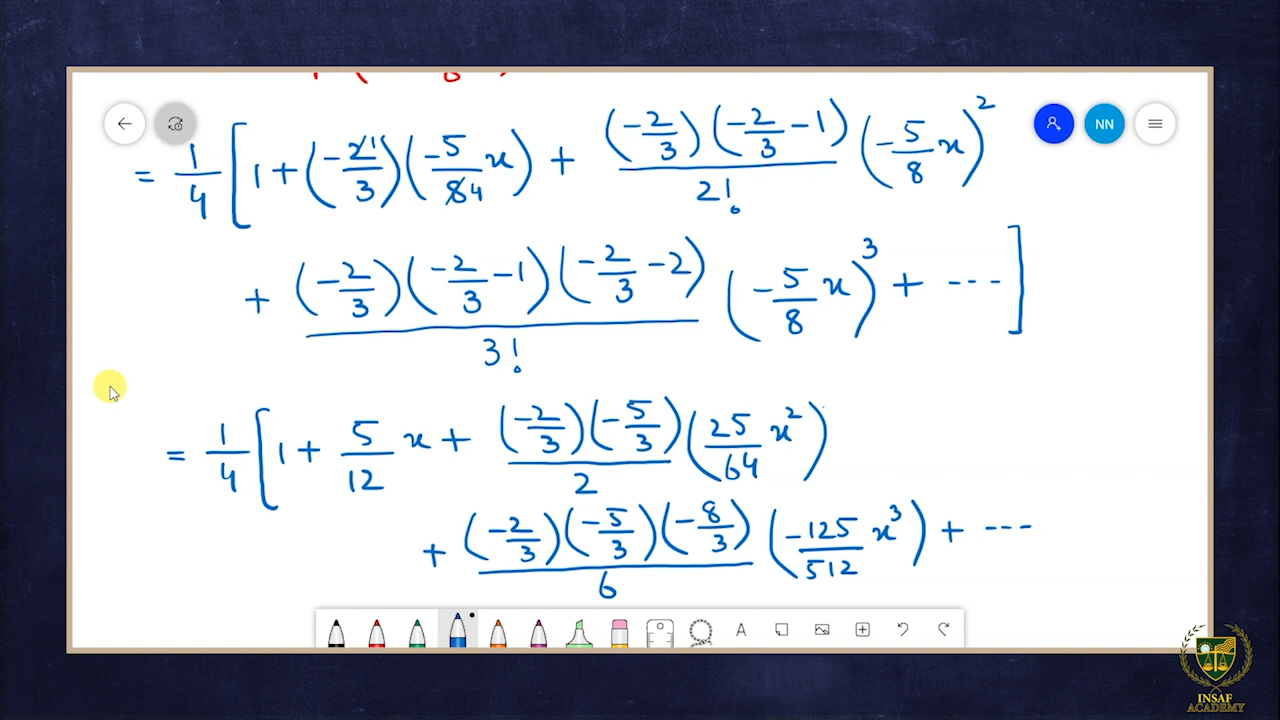 = 1/4 [ 1 + (-2/3)(-5/8 x) + (-2/3)(-2/3 -1)/2! (-5/8 x)^2
+ (-2/3)(-2/3 -1)(-2/3 -2)/3! (-5/8 x)^3 + --- ]
= 1/4 [ 1 + 5/12 x + (-2/3)(-5/3)/2 (25/64 x^2)
+ (-2/3)(-5/3)(-8/3)/6 (-125/512 x^3) + ---
NN
A
INSAF
ACADEMY